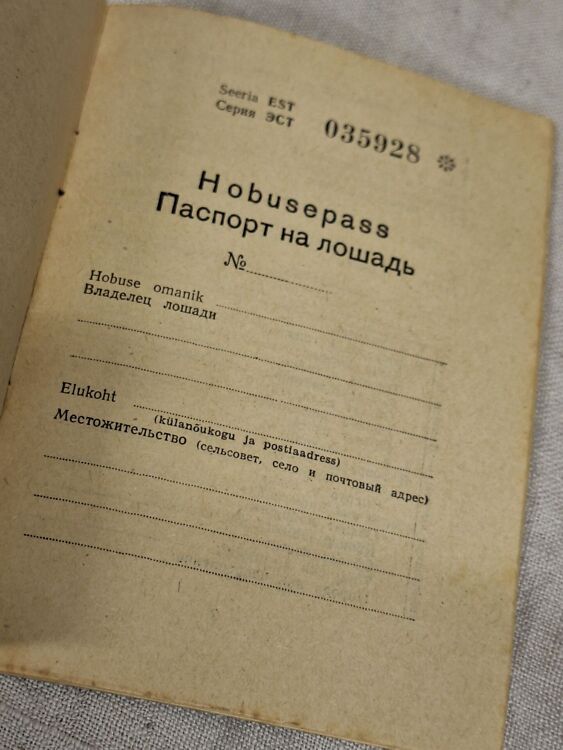 Seeria EST
Серия ЭСТ
035928 *
Hobusepass
Паспорт на лошадь
№
Hobuse omanik
Владелец лошади
Elukoht
(külanõukogu ja postiaadress)
Местожительство (сельсовет, село и почтовый адрес)